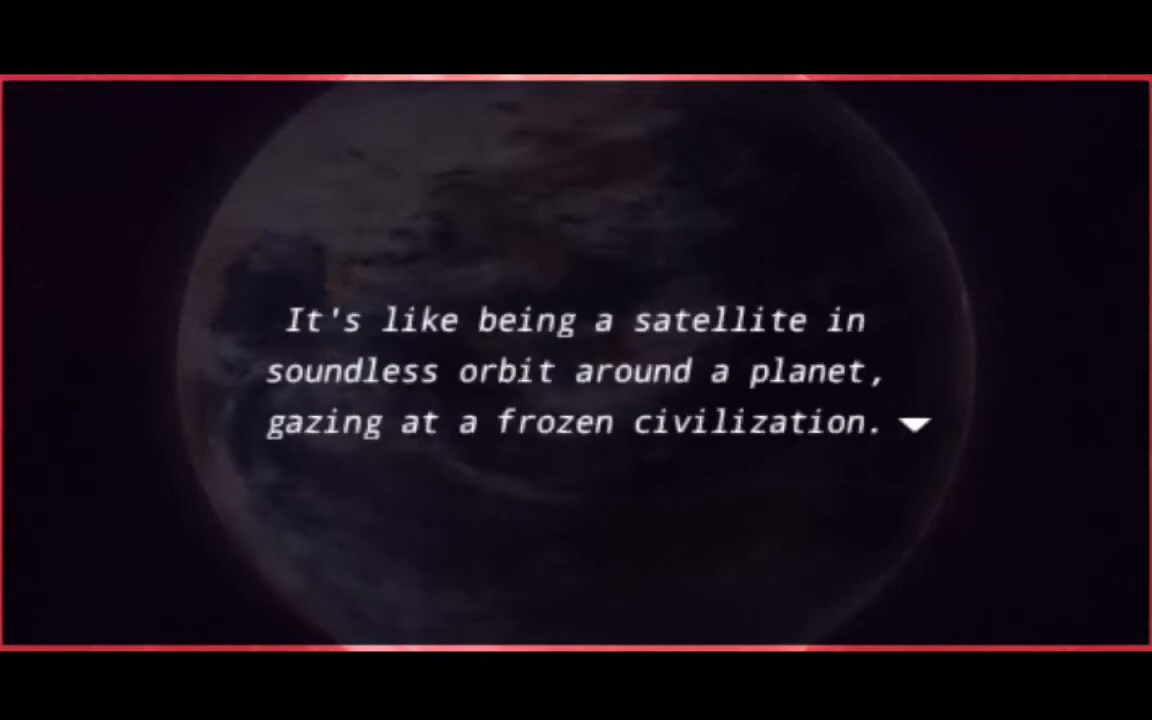 It's like being a satellite in
soundless orbit around a planet,
gazing at a frozen civilization.